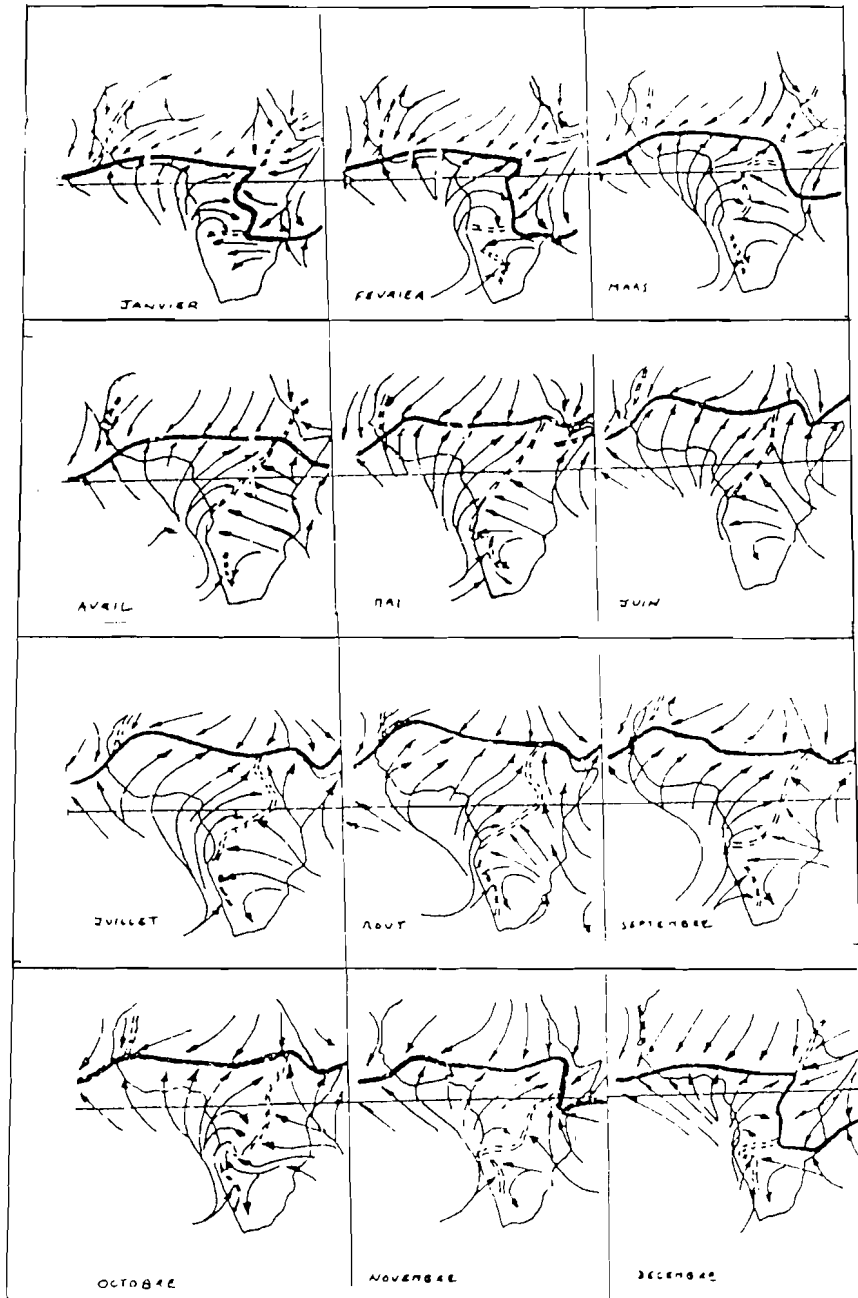 JANVIER
FEVRIER
MARS
AVRIL
MAI
JUIN
JUILLET
AOUT
SEPTEMBRE
OCTOBRE
NOVEMBRE
DECEMBRE